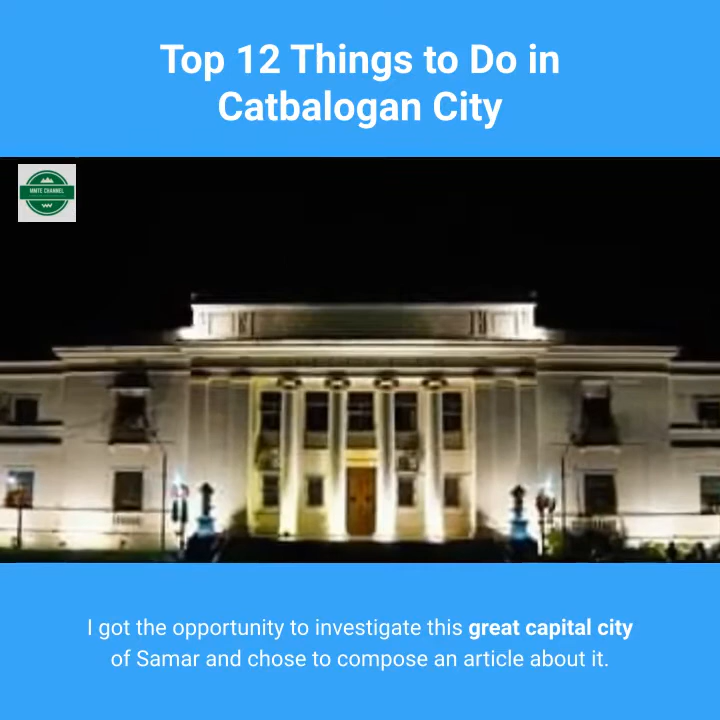 Top 12 Things to Do in
Catbalogan City
MMTE CHANNEL
I got the opportunity to investigate this great capital city
of Samar and chose to compose an article about it.